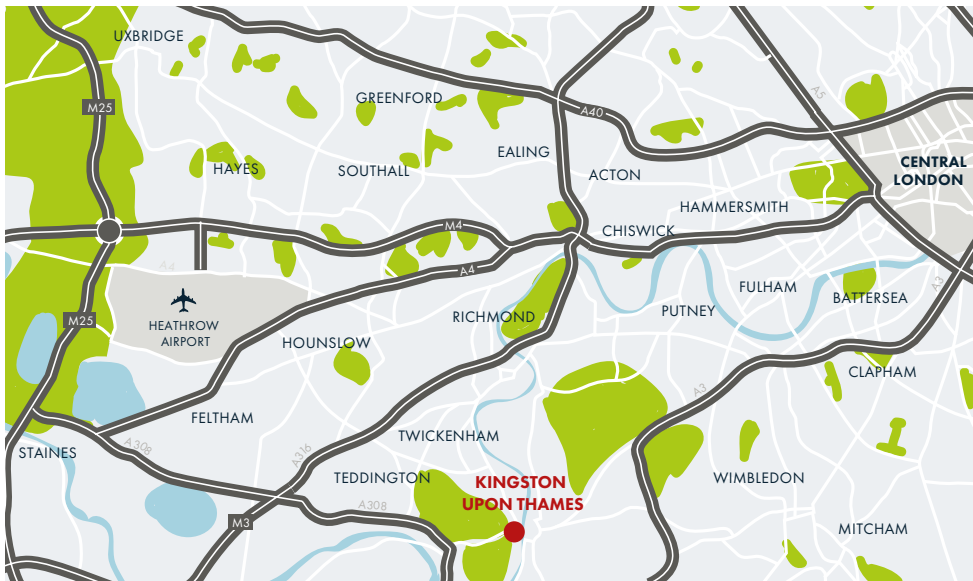 UXBRIDGE
A5
M25
GREENFORD
A40
EALING
CENTRAL
LONDON
HAYES
SOUTHALL
ACTON
HAMMERSMITH
M4
CHISWICK
A4
A4
A3
FULHAM
BATTERSEA
HEATHROW
AIRPORT
M25
RICHMOND
PUTNEY
HOUNSLOW
CLAPHAM
A3
FELTHAM
TWICKENHAM
A308
STAINES
A316
TEDDINGTON
KINGSTON
UPON THAMES
WIMBLEDON
A308
M3
MITCHAM